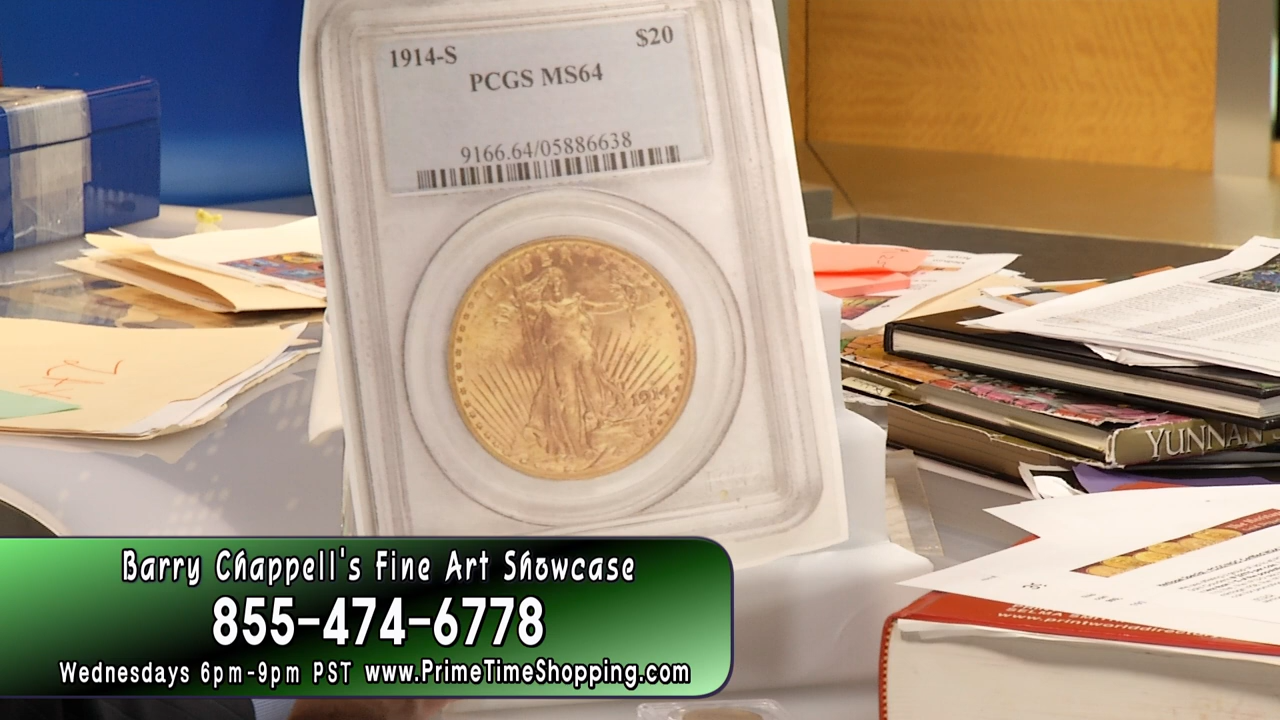 1914-S $20
PCGS MS64
9166.64/05886638
1914
YUNNAN
Barry Chappell's Fine Art Showcase
855-474-6778
Wednesdays 6pm-9pm PST www.PrimeTimeShopping.com